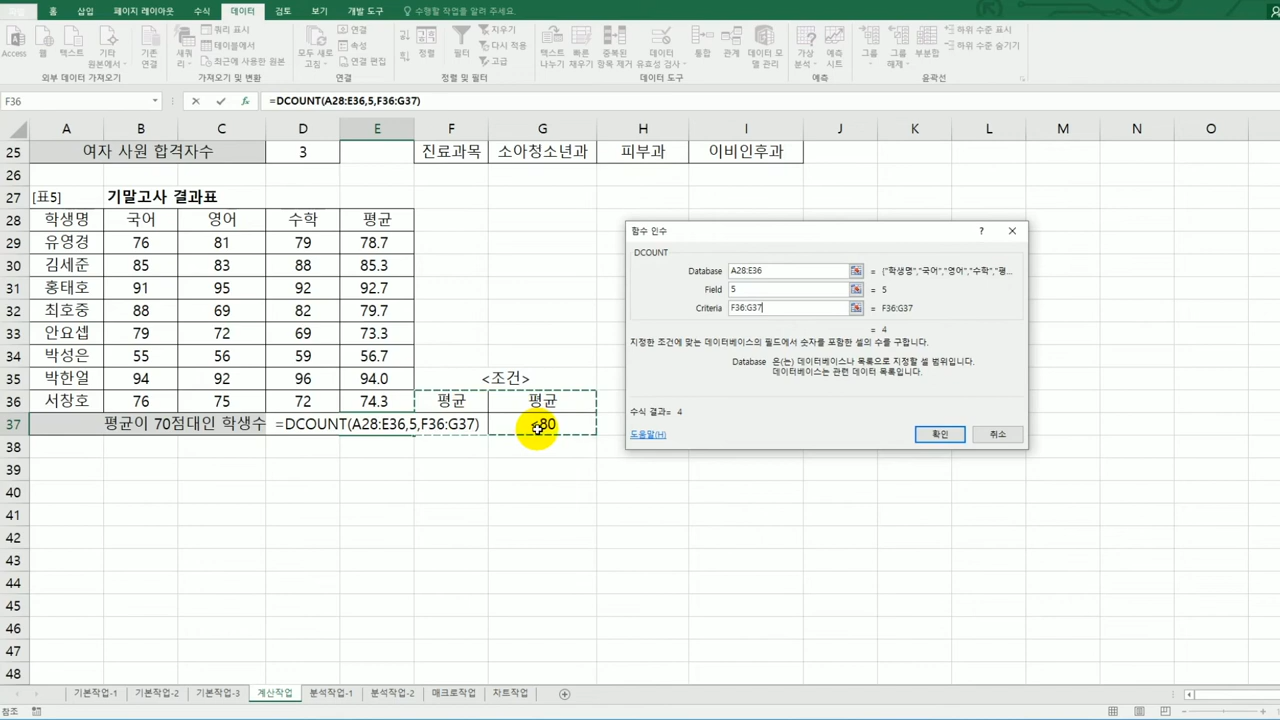 홈 삽입 페이지 레이아웃 수식 데이터 검토 보기 개발 도구 수행할 작업을 알려 주세요.
Access 웹 텍스트 기타 원본에서 기존 연결 새 쿼리 쿼리 표시 테이블에서 최근에 사용한 원본 모두 새로 고침 연결 속성 연결 편집 정렬 필터 지우기 다시 적용 고급 텍스트 나누기 빠른 채우기 중복된 항목 제거 데이터 유효성 검사 통합 관계 데이터 모델 관리 가상 분석 예측 시트 그룹 그룹 해제 부분합 하위 수준 표시 하위 수준 숨기기
외부 데이터 가져오기 가져오기 및 변환 연결 정렬 및 필터 데이터 도구 예측 윤곽선
F36 fx =DCOUNT(A28:E36,5,F36:G37)
A B C D E F G H I J K L M N O
25 여자 사원 합격자수 3 진료과목 소아청소년과 피부과 이비인후과
26
27 [표5] 기말고사 결과표
28 학생명 국어 영어 수학 평균
29 유영경 76 81 79 78.7
30 김세준 85 83 88 85.3
31 홍태호 91 95 92 92.7
32 최호중 88 69 82 79.7
33 안요셉 79 72 69 73.3
34 박성은 55 56 59 56.7
35 박한얼 94 92 96 94.0 <조건>
36 서창호 76 75 72 74.3 평균 평균
37 평균이 70점대인 학생수 =DCOUNT(A28:E36,5,F36:G37) <80
38
39
40
41
42
43
44
45
46
47
48
함수 인수 ?
DCOUNT
Database A28:E36 = {"학생명","국어","영어","수학","평...
Field 5 = 5
Criteria F36:G37 = F36:G37
= 4
지정한 조건에 맞는 데이터베이스의 필드에서 숫자를 포함한 셀의 수를 구합니다.
Database 은(는) 데이터베이스나 목록으로 지정할 셀 범위입니다.
데이터베이스는 관련 데이터 목록입니다.
수식 결과= 4
도움말(H) 확인 취소
기본작업-1 기본작업-2 기본작업-3 계산작업 분석작업-1 분석작업-2 매크로작업 차트작업
참조